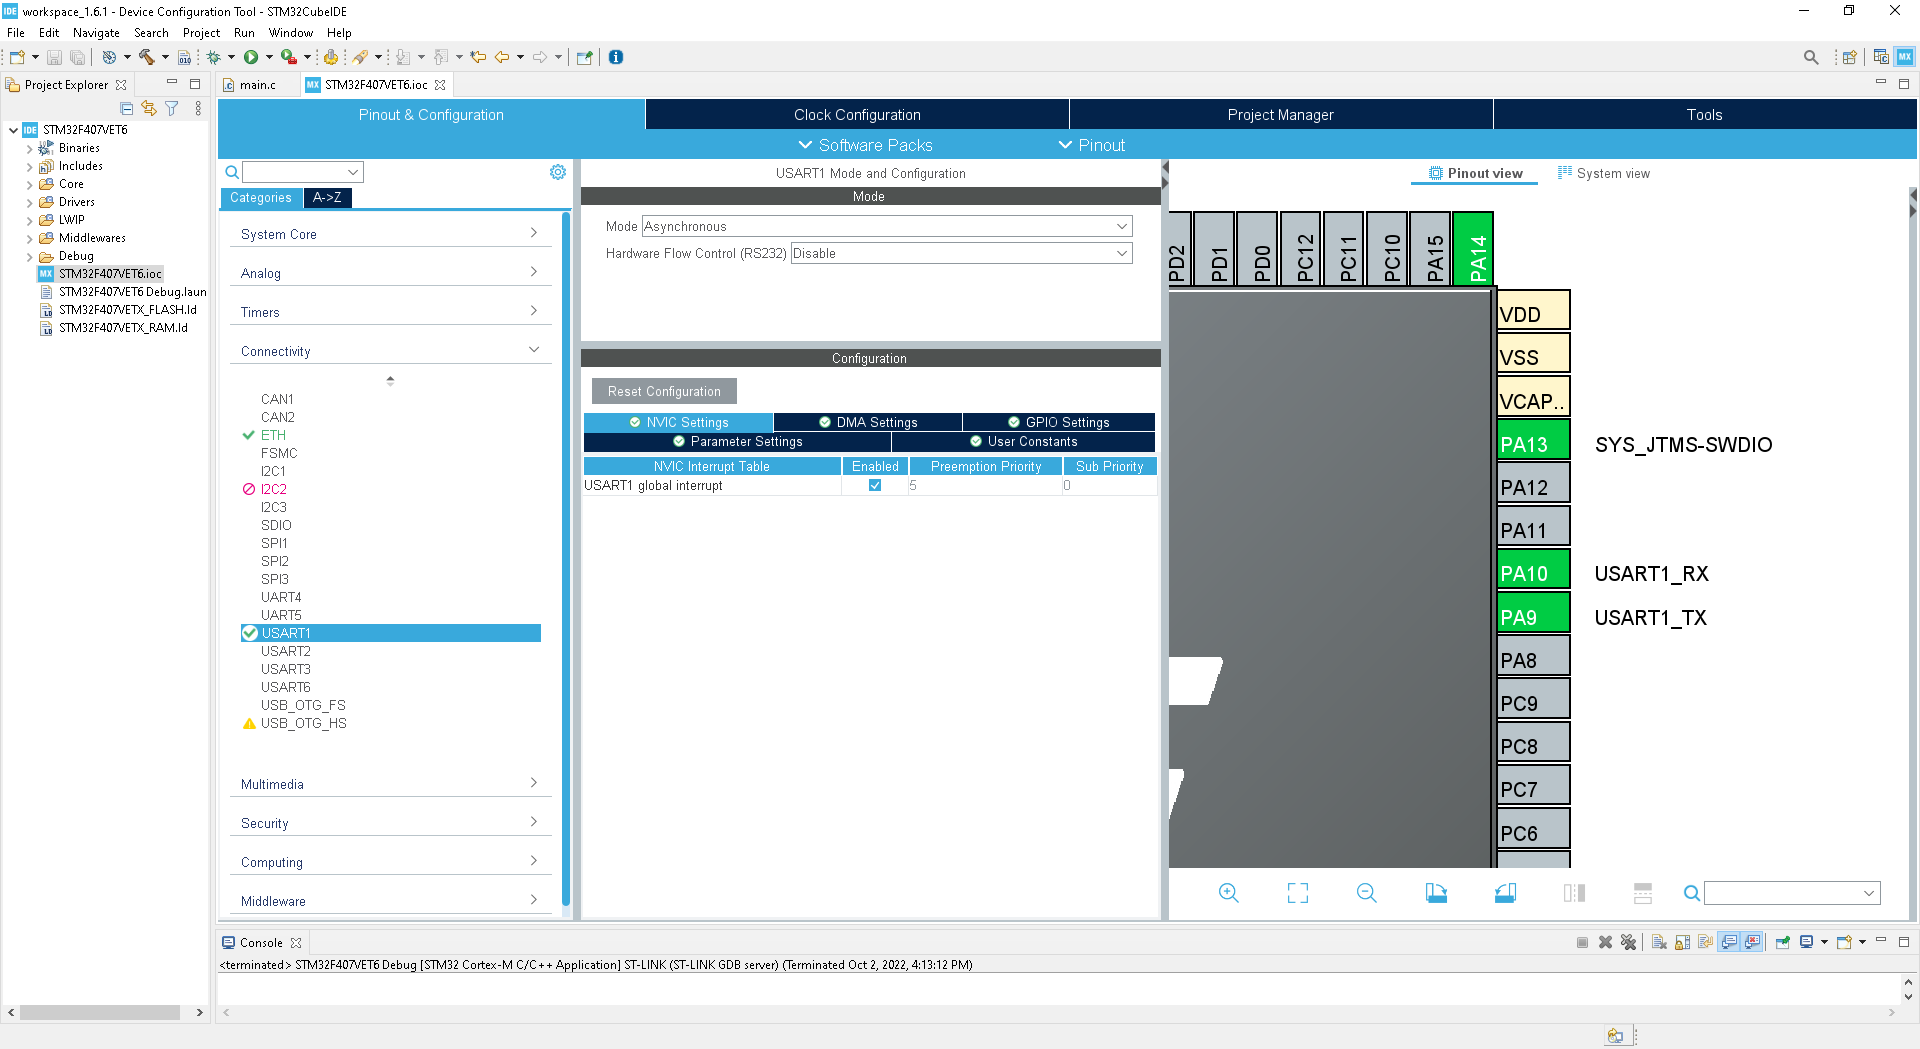 IDE workspace_1.6.1 - Device Configuration Tool - STM32CubeIDE
File Edit Navigate Search Project Run Window Help
010
MX
Project Explorer
main.c
MX STM32F407VET6.ioc
IDE STM32F407VET6
Binaries
Includes
Core
Drivers
LWIP
Middlewares
Debug
MX STM32F407VET6.ioc
STM32F407VET6 Debug.laun
STM32F407VETX_FLASH.ld
STM32F407VETX_RAM.ld
Pinout & Configuration
Clock Configuration
Project Manager
Tools
Software Packs
Pinout
Categories
A->Z
System Core
Analog
Timers
Connectivity
CAN1
CAN2
ETH
FSMC
I2C1
I2C2
I2C3
SDIO
SPI1
SPI2
SPI3
UART4
UART5
USART1
USART2
USART3
USART6
USB_OTG_FS
USB_OTG_HS
Multimedia
Security
Computing
Middleware
USART1 Mode and Configuration
Mode
Mode Asynchronous
Hardware Flow Control (RS232) Disable
Configuration
Reset Configuration
NVIC Settings
DMA Settings
GPIO Settings
Parameter Settings
User Constants
NVIC Interrupt Table Enabled Preemption Priority Sub Priority
USART1 global interrupt 5 0
Pinout view
System view
PD2
PD1
PD0
PC12
PC11
PC10
PA15
PA14
VDD
VSS
VCAP..
PA13 SYS_JTMS-SWDIO
PA12
PA11
PA10 USART1_RX
PA9 USART1_TX
PA8
PC9
PC8
PC7
PC6
Console
<terminated> STM32F407VET6 Debug [STM32 Cortex-M C/C++ Application] ST-LINK (ST-LINK GDB server) (Terminated Oct 2, 2022, 4:13:12 PM)